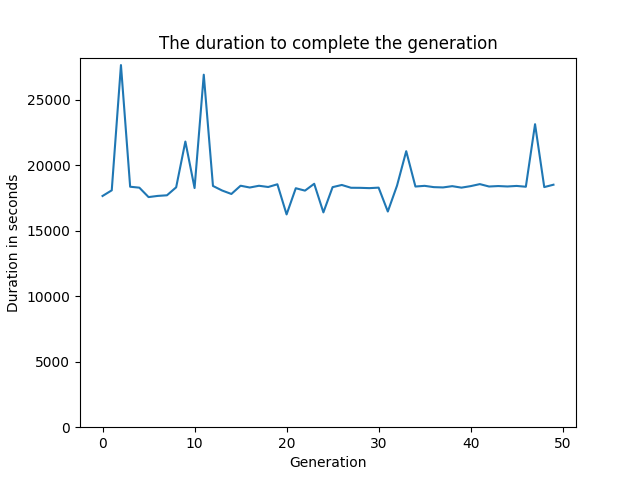 The duration to complete the generation
Duration in seconds
25000
20000
15000
10000
5000
0
0 10 20 30 40 50
Generation